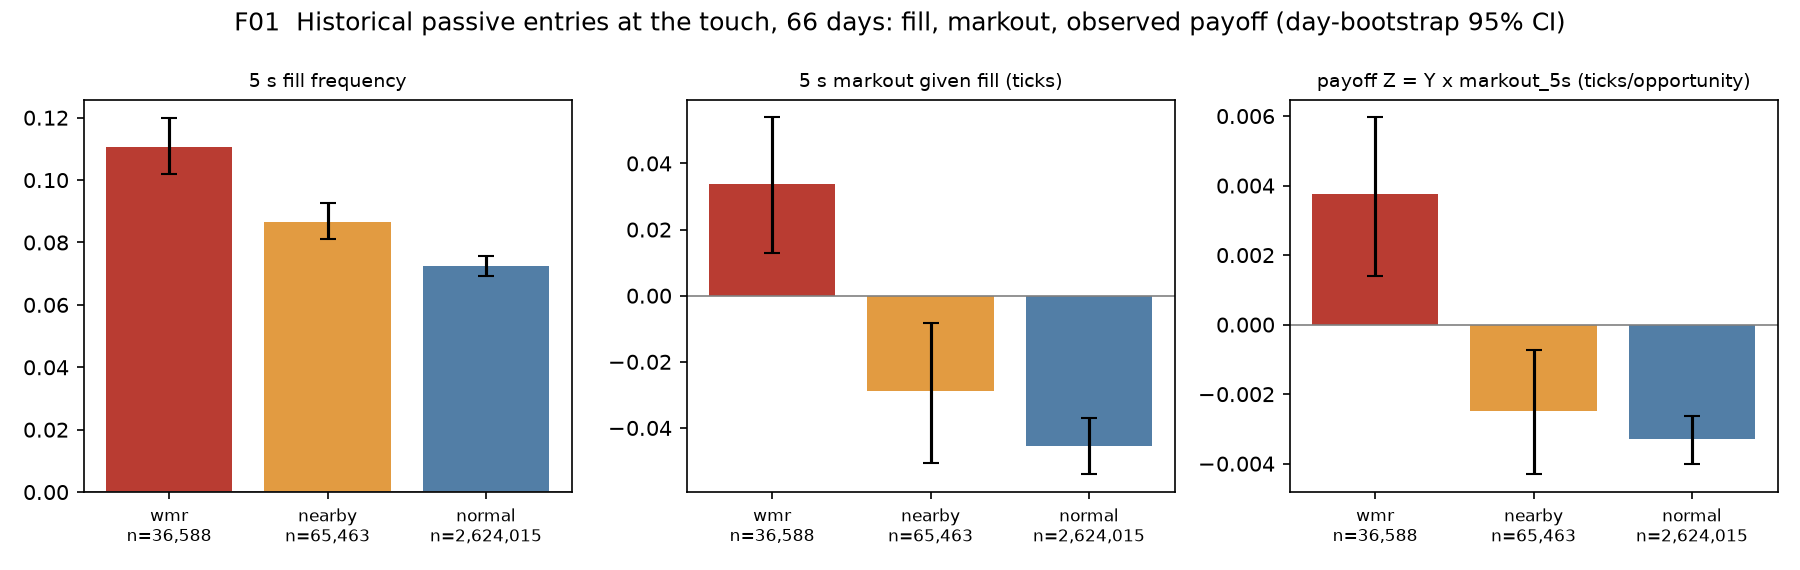 F01  Historical passive entries at the touch, 66 days: fill, markout, observed payoff (day-bootstrap 95% CI)
5 s fill frequency
0.12
0.10
0.08
0.06
0.04
0.02
0.00
wmr
n=36,588
nearby
n=65,463
normal
n=2,624,015
5 s markout given fill (ticks)
0.04
0.02
0.00
−0.02
−0.04
wmr
n=36,588
nearby
n=65,463
normal
n=2,624,015
payoff Z = Y x markout_5s (ticks/opportunity)
0.006
0.004
0.002
0.000
−0.002
−0.004
wmr
n=36,588
nearby
n=65,463
normal
n=2,624,015